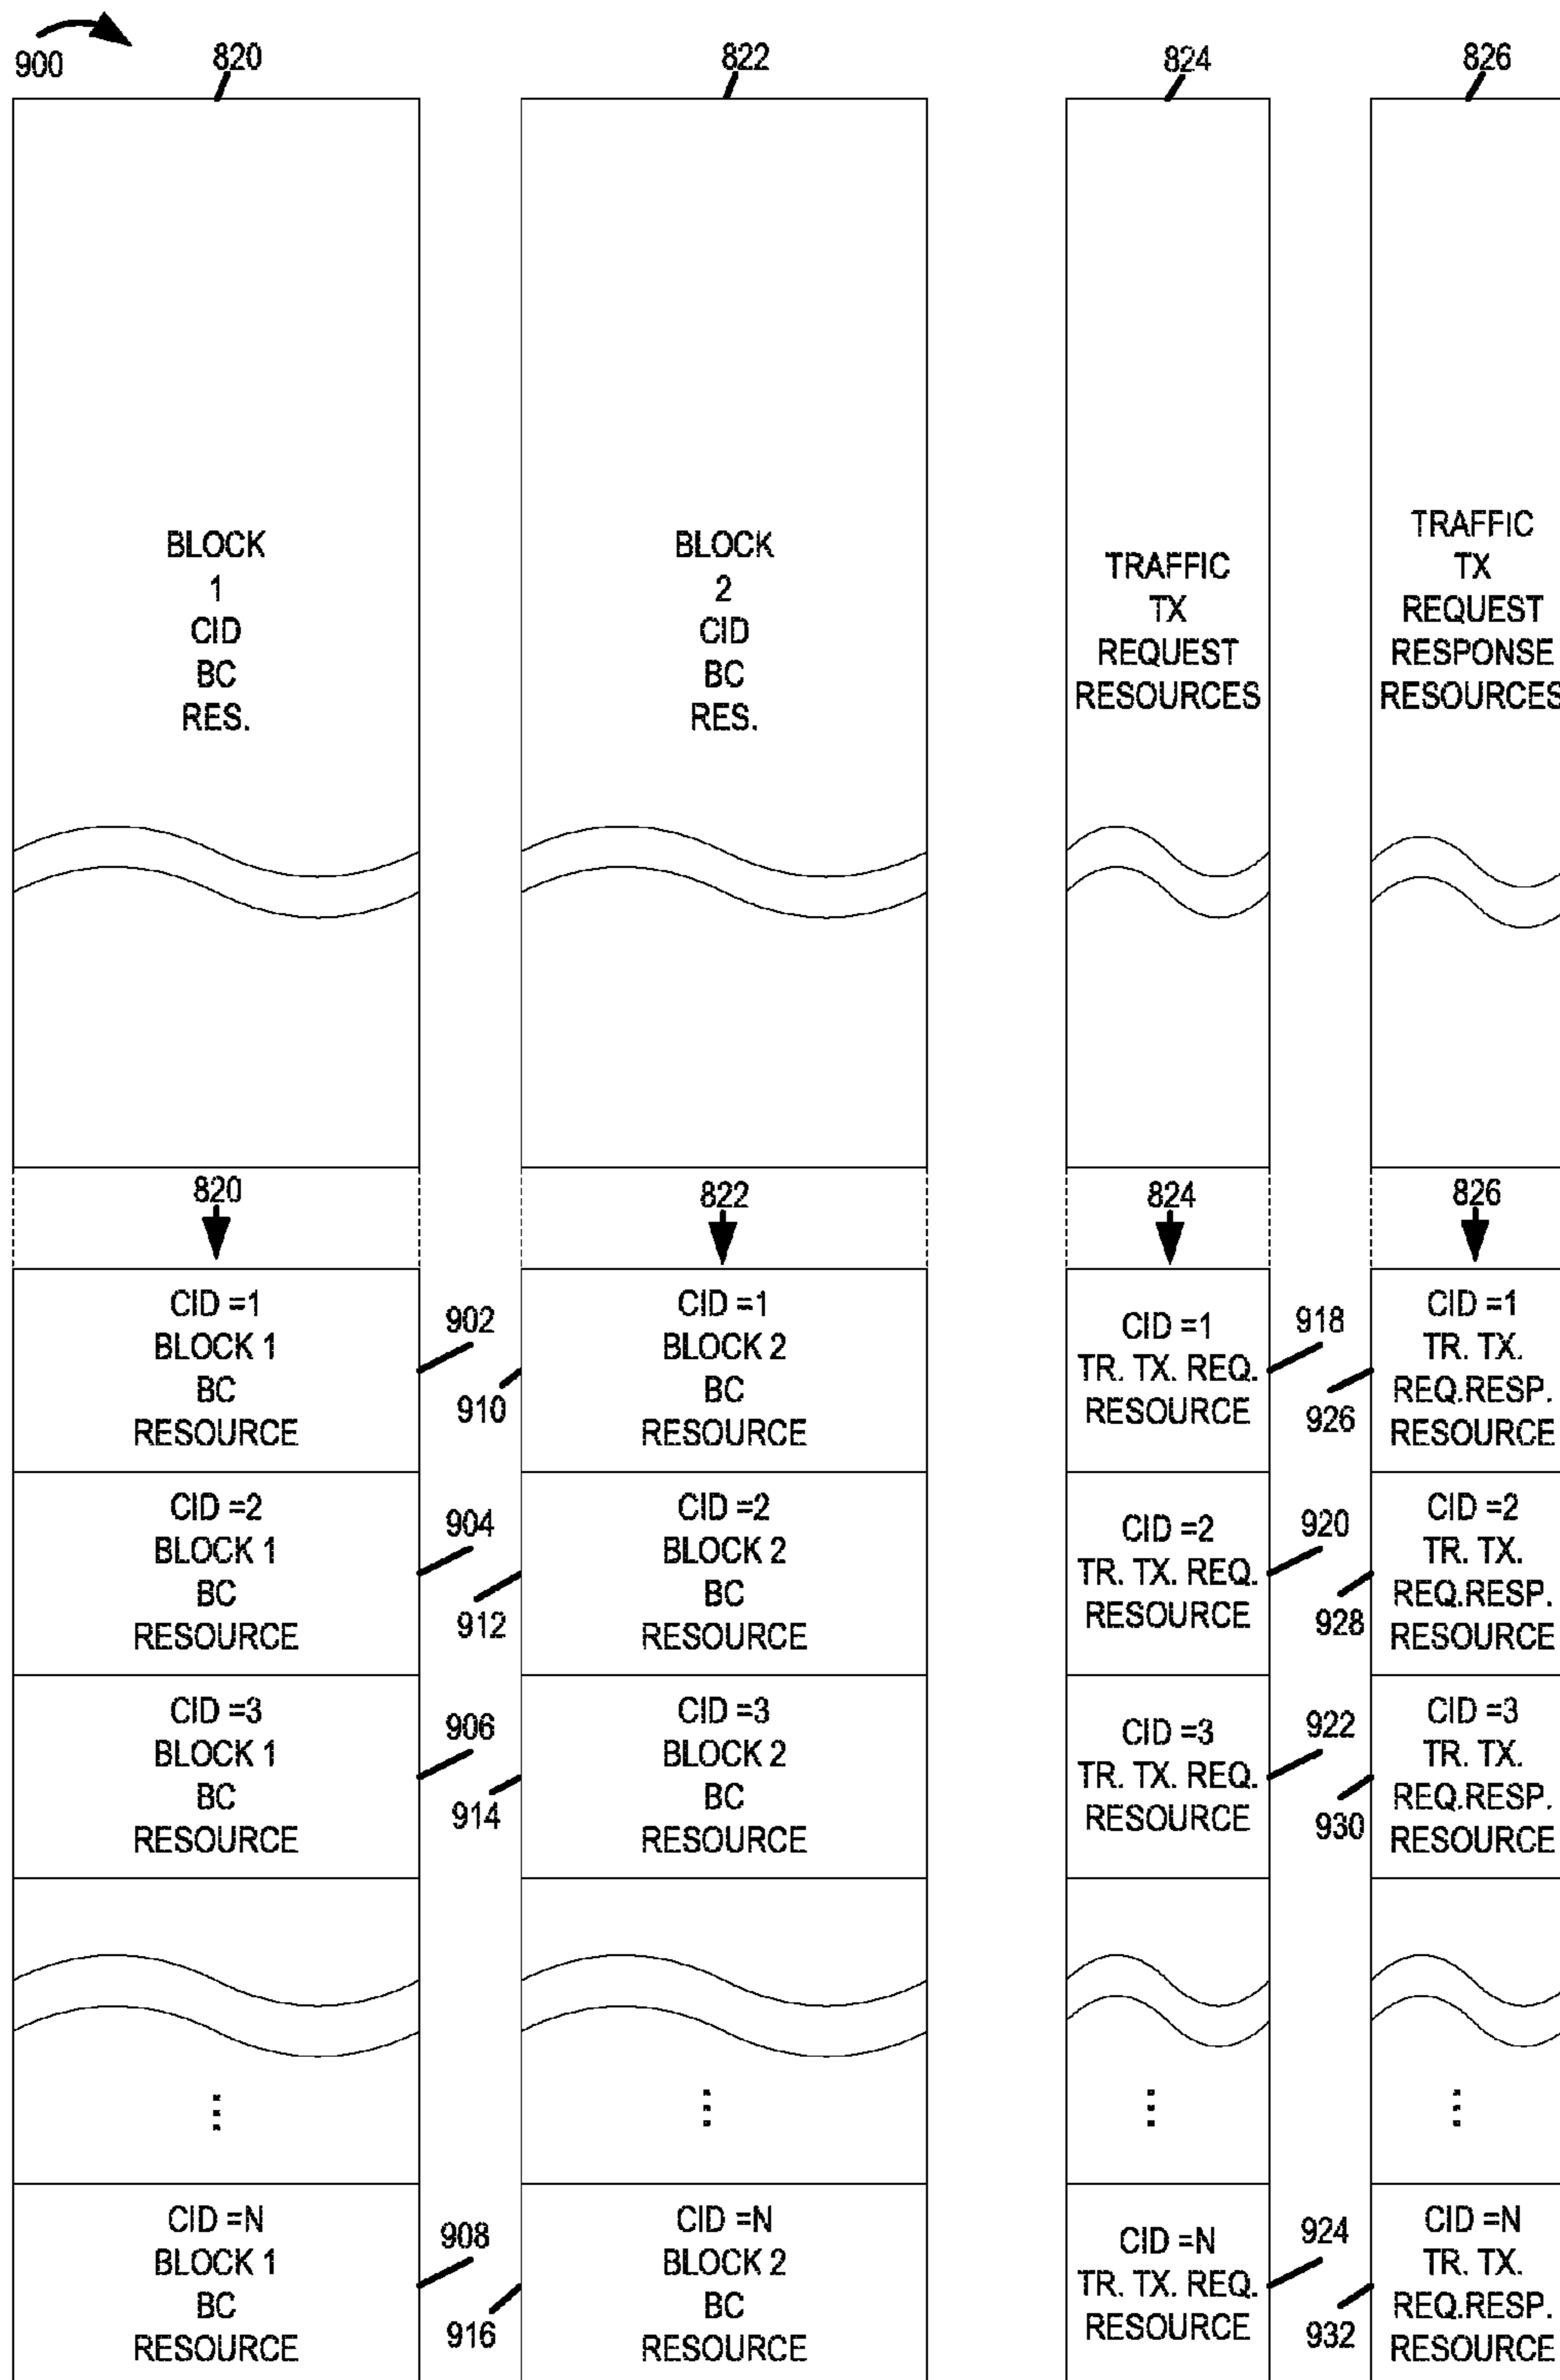 900
820
822
824
826
BLOCK
1
CID
BC
RES.
BLOCK
2
CID
BC
RES.
TRAFFIC
TX
REQUEST
RESOURCES
TRAFFIC
TX
REQUEST
RESPONSE
RESOURCES
820
822
824
826
CID =1
BLOCK 1
BC
RESOURCE
902
910
CID =1
BLOCK 2
BC
RESOURCE
CID =1
TR. TX. REQ.
RESOURCE
918
926
CID =1
TR. TX.
REQ.RESP.
RESOURCE
CID =2
BLOCK 1
BC
RESOURCE
904
912
CID =2
BLOCK 2
BC
RESOURCE
CID =2
TR. TX. REQ.
RESOURCE
920
928
CID =2
TR. TX.
REQ.RESP.
RESOURCE
CID =3
BLOCK 1
BC
RESOURCE
906
914
CID =3
BLOCK 2
BC
RESOURCE
CID =3
TR. TX. REQ.
RESOURCE
922
930
CID =3
TR. TX.
REQ.RESP.
RESOURCE
⋮
⋮
⋮
⋮
CID =N
BLOCK 1
BC
RESOURCE
908
916
CID =N
BLOCK 2
BC
RESOURCE
CID =N
TR. TX. REQ.
RESOURCE
924
932
CID =N
TR. TX.
REQ.RESP.
RESOURCE